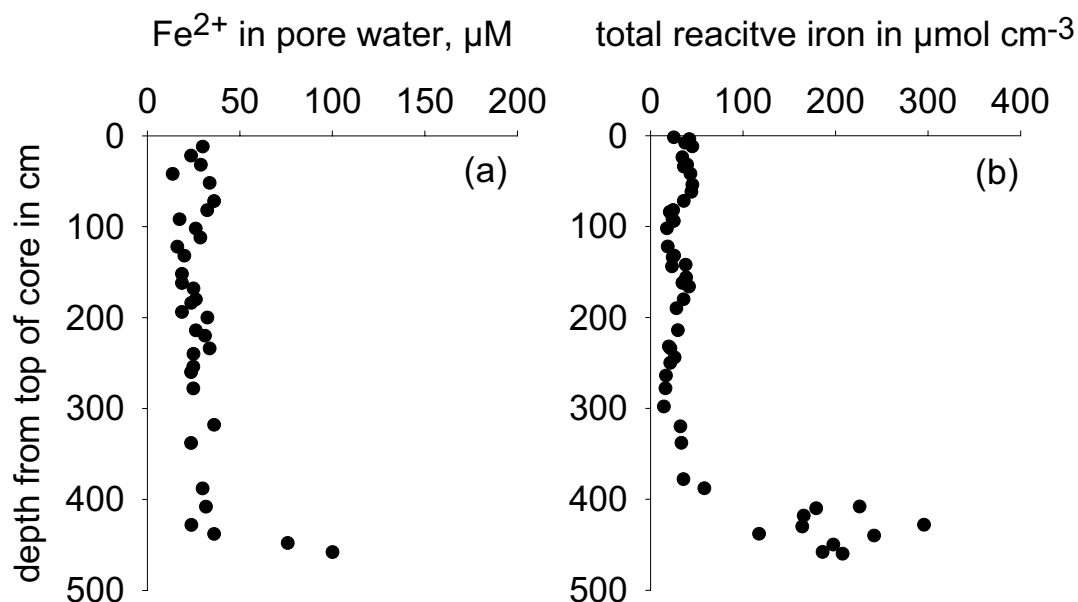 Fe2+ in pore water, µM
total reacitve iron in µmol cm-3
0 50 100 150 200
0 100 200 300 400
depth from top of core in cm
0
100
200
300
400
500
(a)
0
100
200
300
400
500
(b)